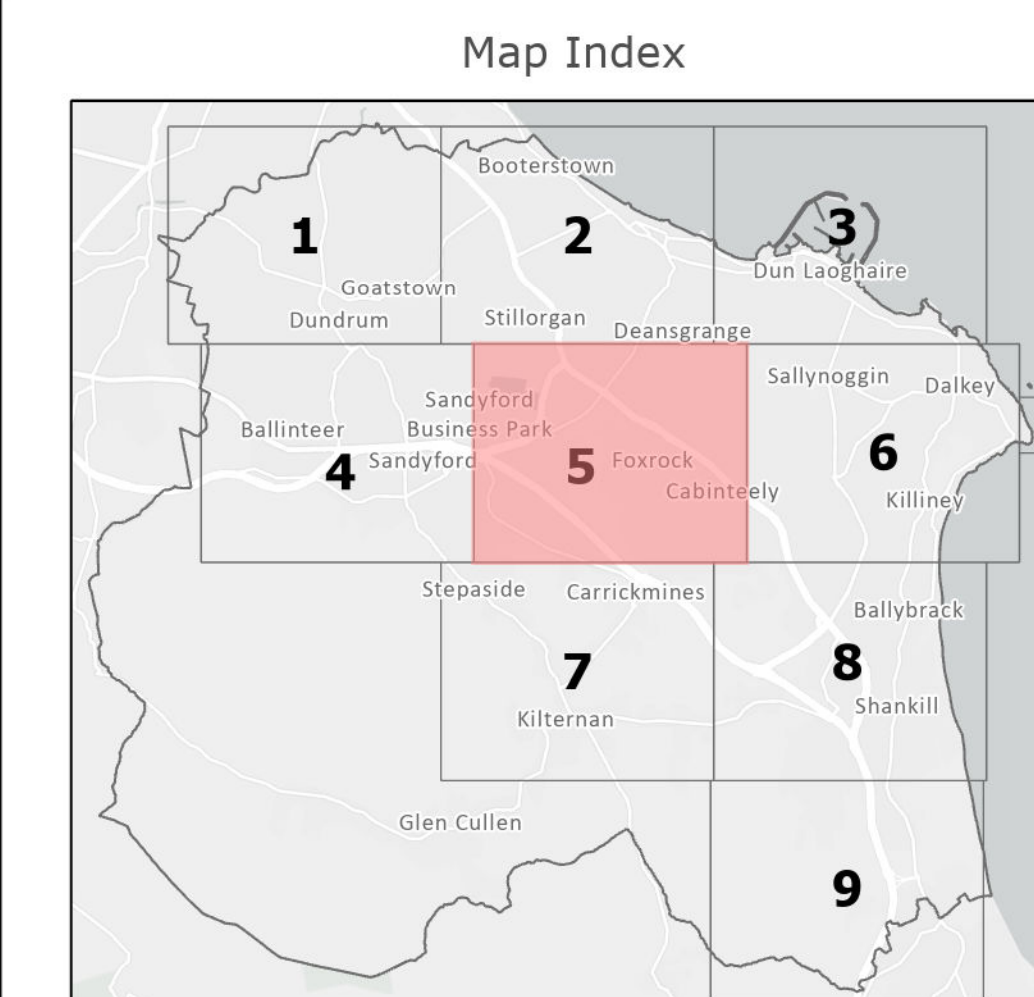 Map Index
Booterstown
1
2
3
Dun Laoghaire
Goatstown
Dundrum
Stillorgan
Deansgrange
Sallynoggin
Dalkey
Sandyford
Business Park
Ballinteer
4
Sandyford
5
Foxrock
Cabinteely
6
Killiney
Stepaside
Carrickmines
Ballybrack
7
8
Kilternan
Shankill
Glen Cullen
9